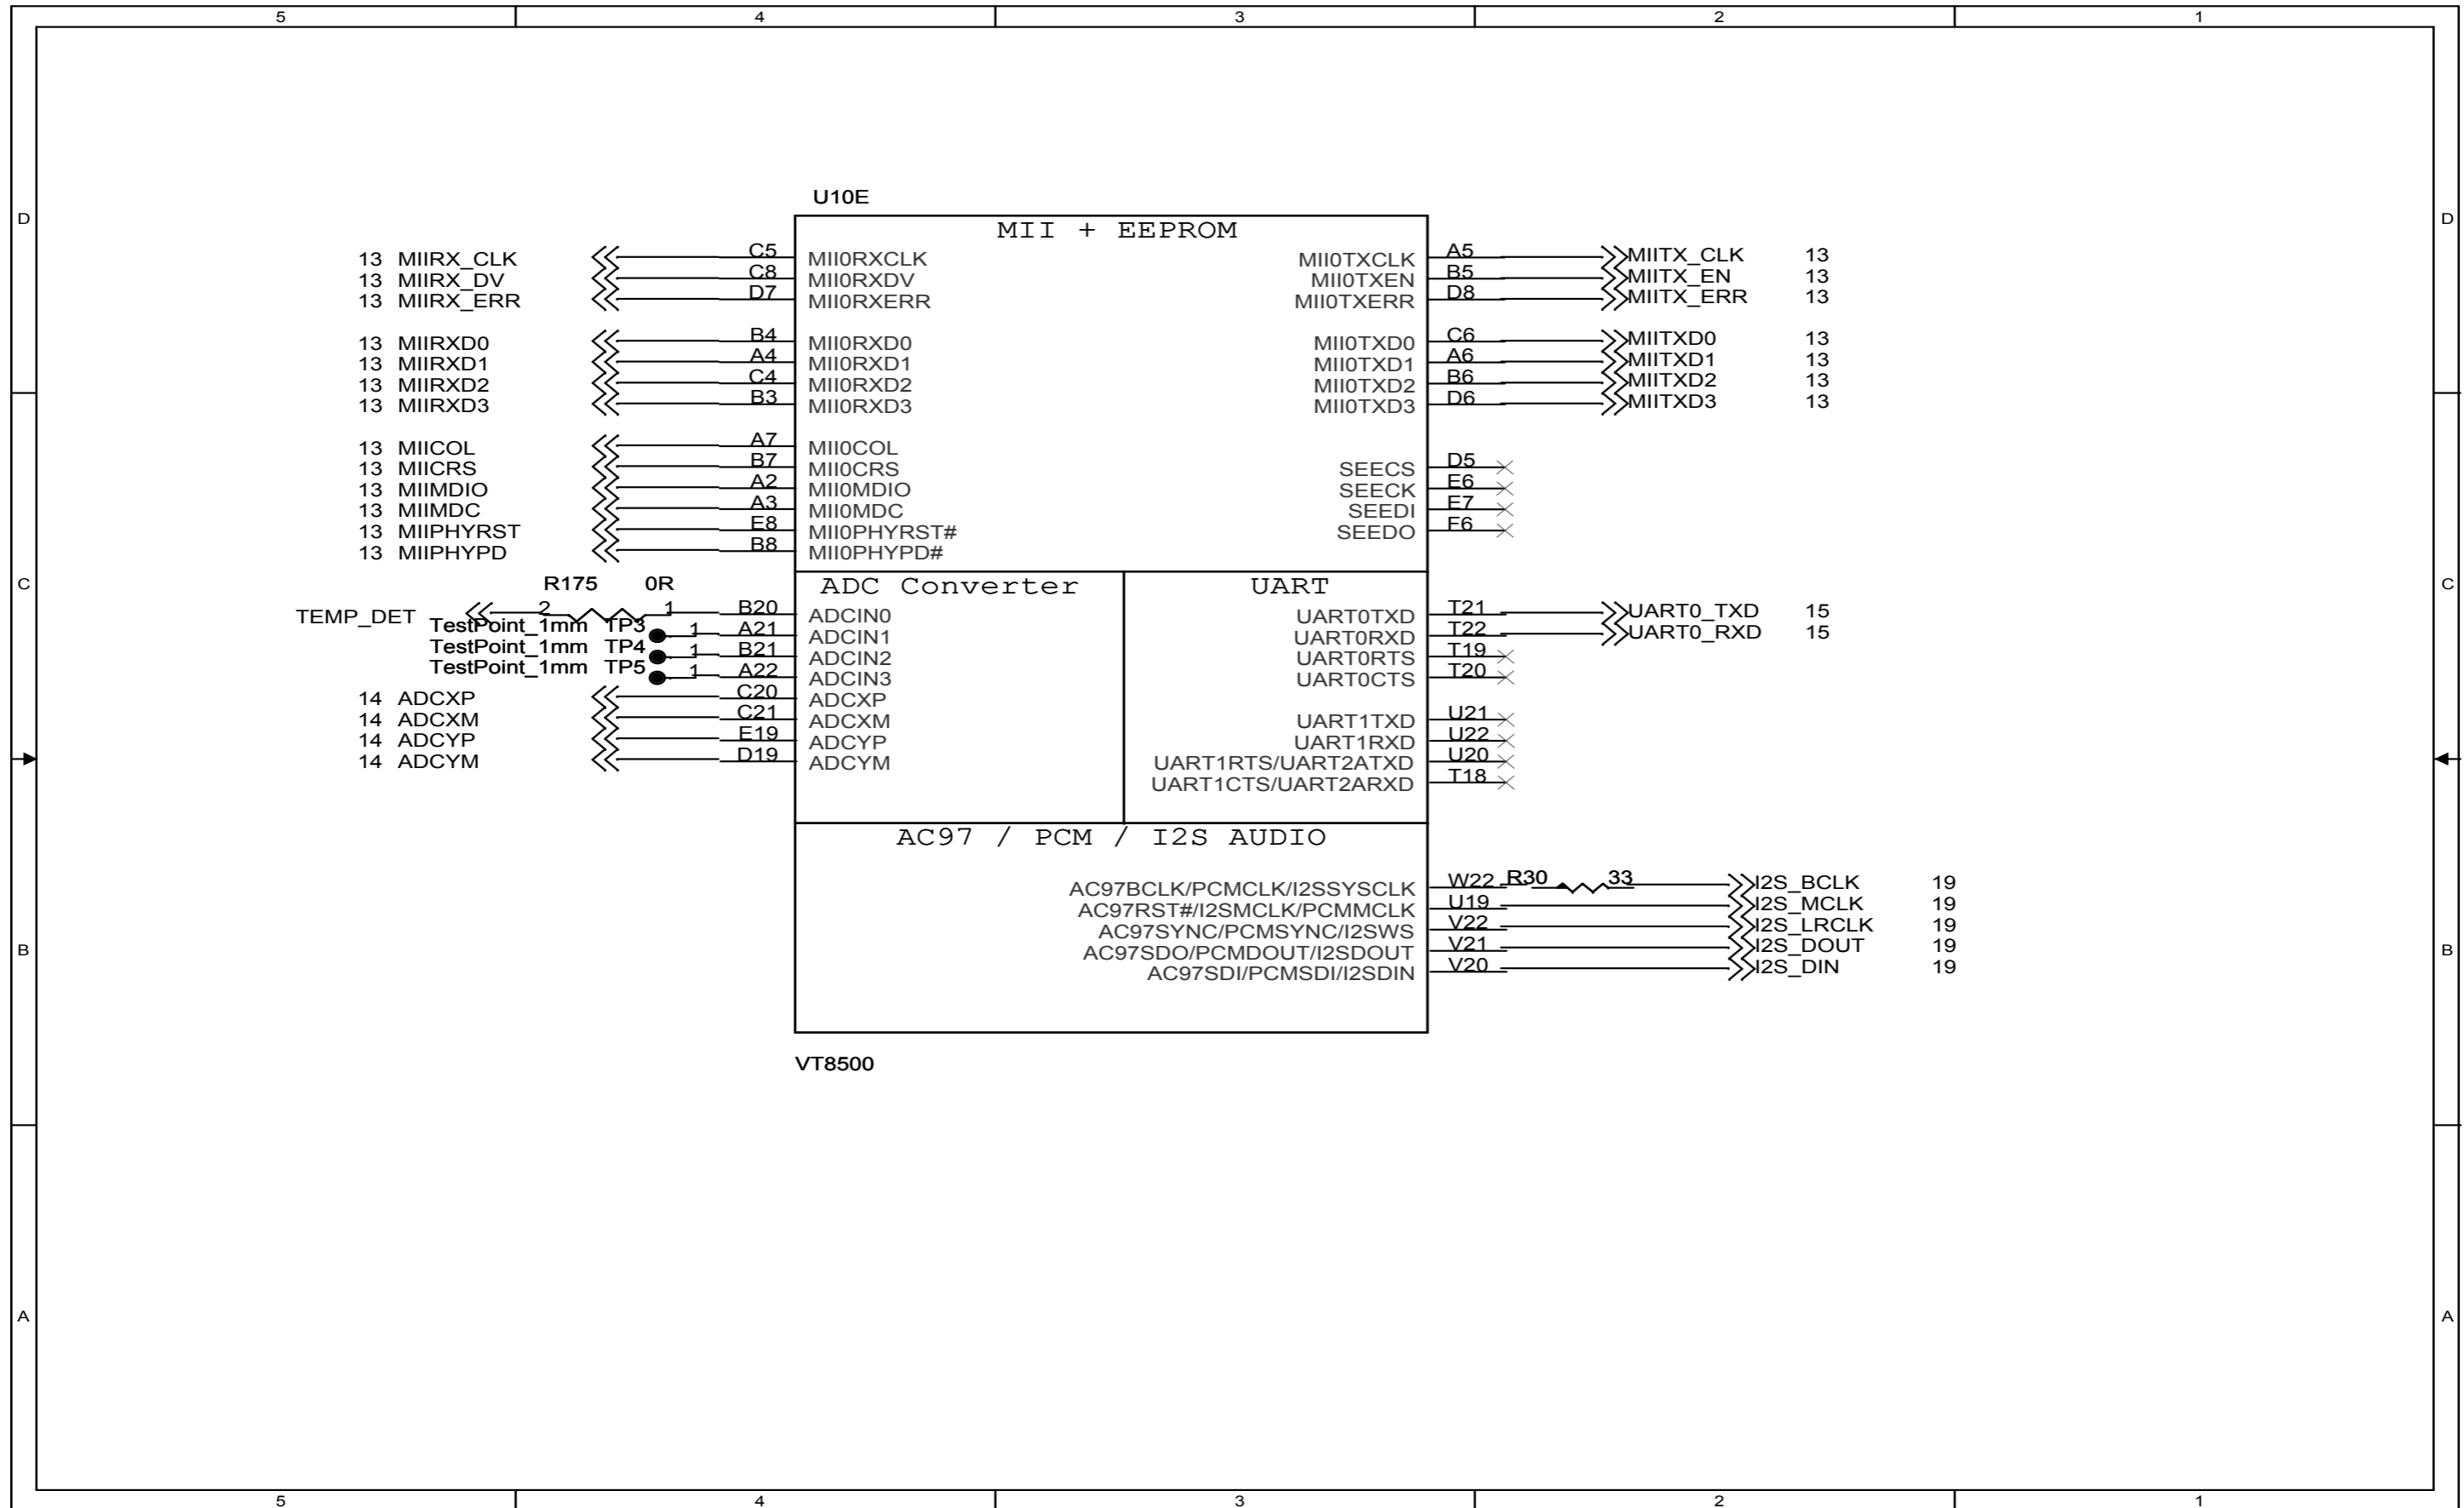 5 4 3 2 1
U10E
D D
MII + EEPROM
13 MIIRX_CLK C5 MII0RXCLK MII0TXCLK A5 MIITX_CLK 13
13 MIIRX_DV C8 MII0RXDV MII0TXEN B5 MIITX_EN 13
13 MIIRX_ERR D7 MII0RXERR MII0TXERR D8 MIITX_ERR 13
13 MIIRXD0 B4 MII0RXD0 MII0TXD0 C6 MIITXD0 13
13 MIIRXD1 A4 MII0RXD1 MII0TXD1 A6 MIITXD1 13
13 MIIRXD2 C4 MII0RXD2 MII0TXD2 B6 MIITXD2 13
13 MIIRXD3 B3 MII0RXD3 MII0TXD3 D6 MIITXD3 13
13 MIICOL A7 MII0COL
13 MIICRS B7 MII0CRS SEECS D5
13 MIIMDIO A2 MII0MDIO SEECK E6
13 MIIMDC A3 MII0MDC SEEDI E7
13 MIIPHYRST E8 MII0PHYRST# SEEDO F6
13 MIIPHYPD B8 MII0PHYPD#
C R175 0R ADC Converter UART C
TEMP_DET 2 1 B20 ADCIN0 UART0TXD T21 UART0_TXD 15
TestPoint_1mm TP3 1 A21 ADCIN1 UART0RXD T22 UART0_RXD 15
TestPoint_1mm TP4 1 B21 ADCIN2 UART0RTS T19
TestPoint_1mm TP5 1 A22 ADCIN3 UART0CTS T20
14 ADCXP C20 ADCXP
14 ADCXM C21 ADCXM UART1TXD U21
14 ADCYP E19 ADCYP UART1RXD U22
14 ADCYM D19 ADCYM UART1RTS/UART2ATXD U20
UART1CTS/UART2ARXD T18
AC97 / PCM / I2S AUDIO
AC97BCLK/PCMCLK/I2SSYSCLK W22 R30 33 I2S_BCLK 19
AC97RST#/I2SMCLK/PCMMCLK U19 I2S_MCLK 19
AC97SYNC/PCMSYNC/I2SWS V22 I2S_LRCLK 19
B AC97SDO/PCMDOUT/I2SDOUT V21 I2S_DOUT 19 B
AC97SDI/PCMSDI/I2SDIN V20 I2S_DIN 19
VT8500
A A
5 4 3 2 1